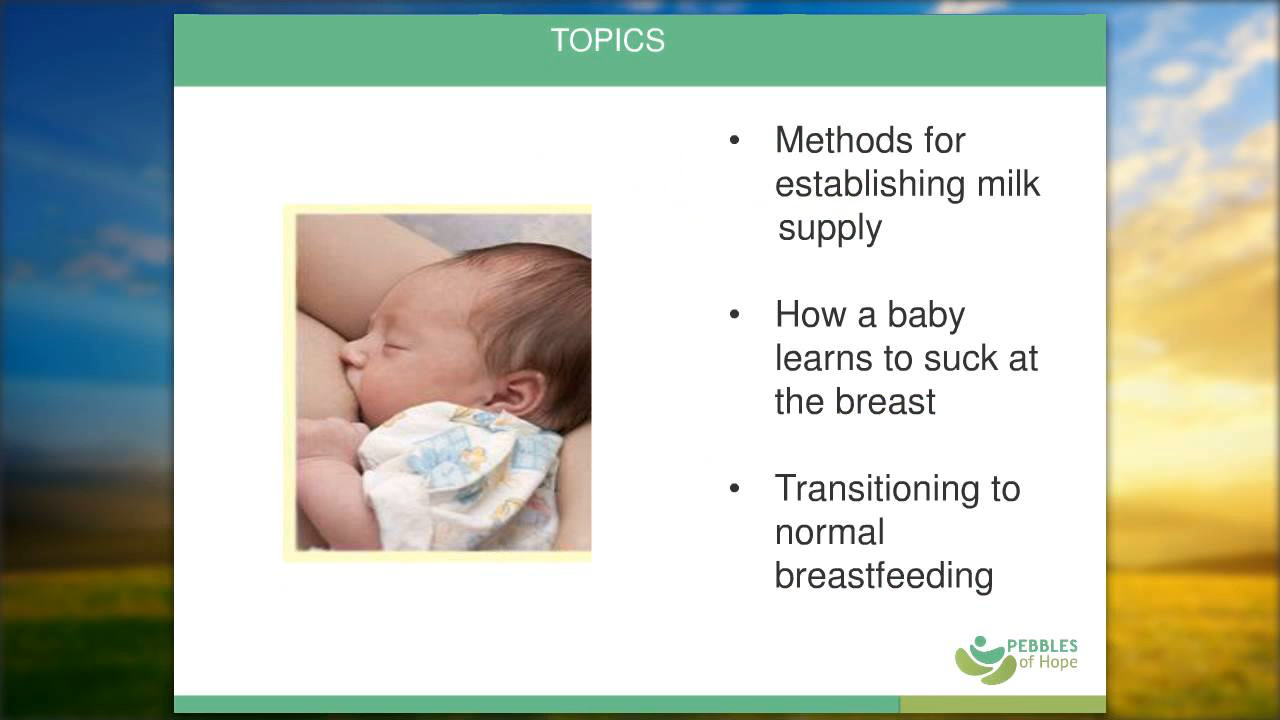 TOPICS
• Methods for
establishing milk
supply
• How a baby
learns to suck at
the breast
• Transitioning to
normal
breastfeeding
PEBBLES
of Hope